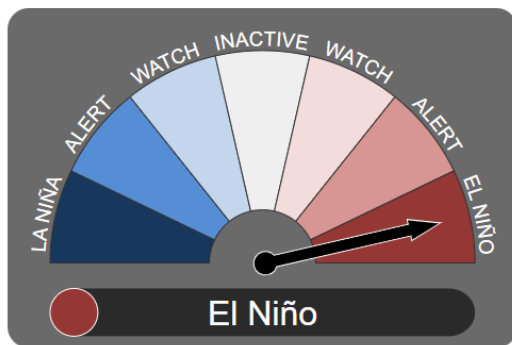 LA NIÑA
ALERT
WATCH
INACTIVE
WATCH
ALERT
EL NIÑO
El Niño